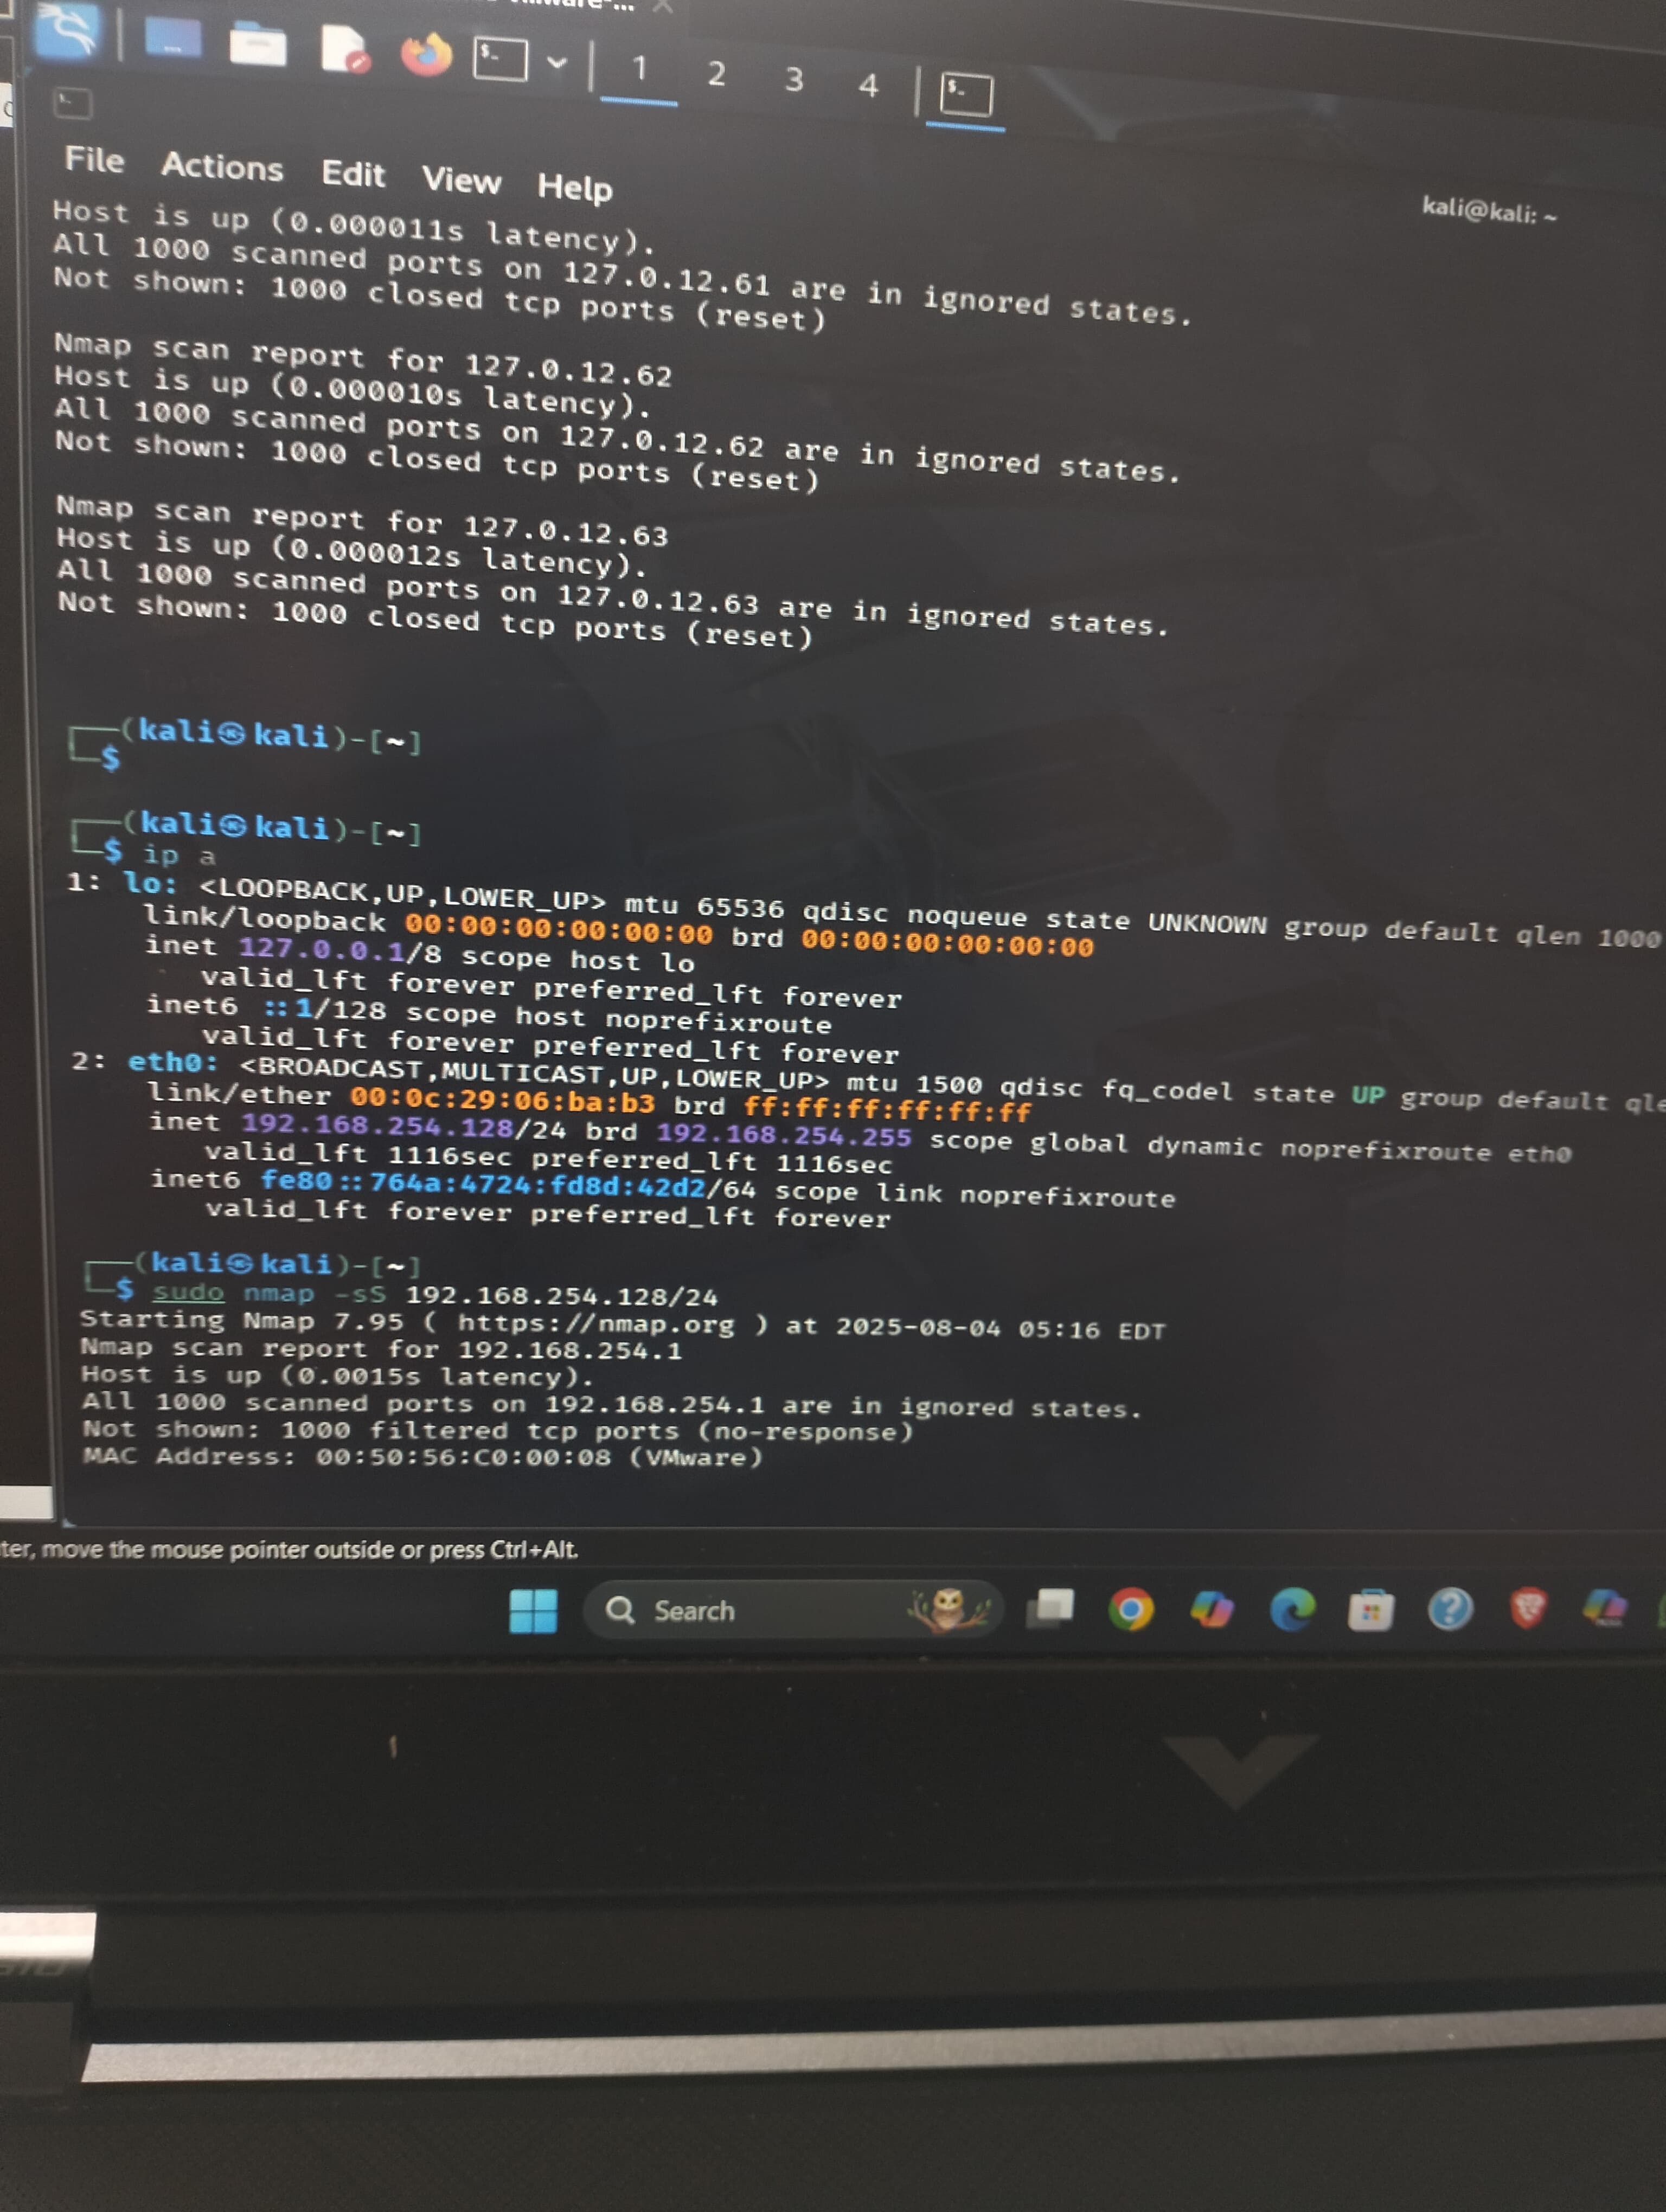 1 2 3 4
File Actions Edit View Help
kali@kali: ~
Host is up (0.000011s latency).
All 1000 scanned ports on 127.0.12.61 are in ignored states.
Not shown: 1000 closed tcp ports (reset)
Nmap scan report for 127.0.12.62
Host is up (0.000010s latency).
All 1000 scanned ports on 127.0.12.62 are in ignored states.
Not shown: 1000 closed tcp ports (reset)
Nmap scan report for 127.0.12.63
Host is up (0.000012s latency).
All 1000 scanned ports on 127.0.12.63 are in ignored states.
Not shown: 1000 closed tcp ports (reset)
┌──(kali㉿kali)-[~]
└─$
┌──(kali㉿kali)-[~]
└─$ ip a
1: lo: <LOOPBACK,UP,LOWER_UP> mtu 65536 qdisc noqueue state UNKNOWN group default qlen 1000
link/loopback 00:00:00:00:00:00 brd 00:00:00:00:00:00
inet 127.0.0.1/8 scope host lo
valid_lft forever preferred_lft forever
inet6 ::1/128 scope host noprefixroute
valid_lft forever preferred_lft forever
2: eth0: <BROADCAST,MULTICAST,UP,LOWER_UP> mtu 1500 qdisc fq_codel state UP group default qle
link/ether 00:0c:29:06:ba:b3 brd ff:ff:ff:ff:ff:ff
inet 192.168.254.128/24 brd 192.168.254.255 scope global dynamic noprefixroute eth0
valid_lft 1116sec preferred_lft 1116sec
inet6 fe80::764a:4724:fd8d:42d2/64 scope link noprefixroute
valid_lft forever preferred_lft forever
┌──(kali㉿kali)-[~]
└─$ sudo nmap -sS 192.168.254.128/24
Starting Nmap 7.95 ( https://nmap.org ) at 2025-08-04 05:16 EDT
Nmap scan report for 192.168.254.1
Host is up (0.0015s latency).
All 1000 scanned ports on 192.168.254.1 are in ignored states.
Not shown: 1000 filtered tcp ports (no-response)
MAC Address: 00:50:56:C0:00:08 (VMware)
ter, move the mouse pointer outside or press Ctrl+Alt.
Search